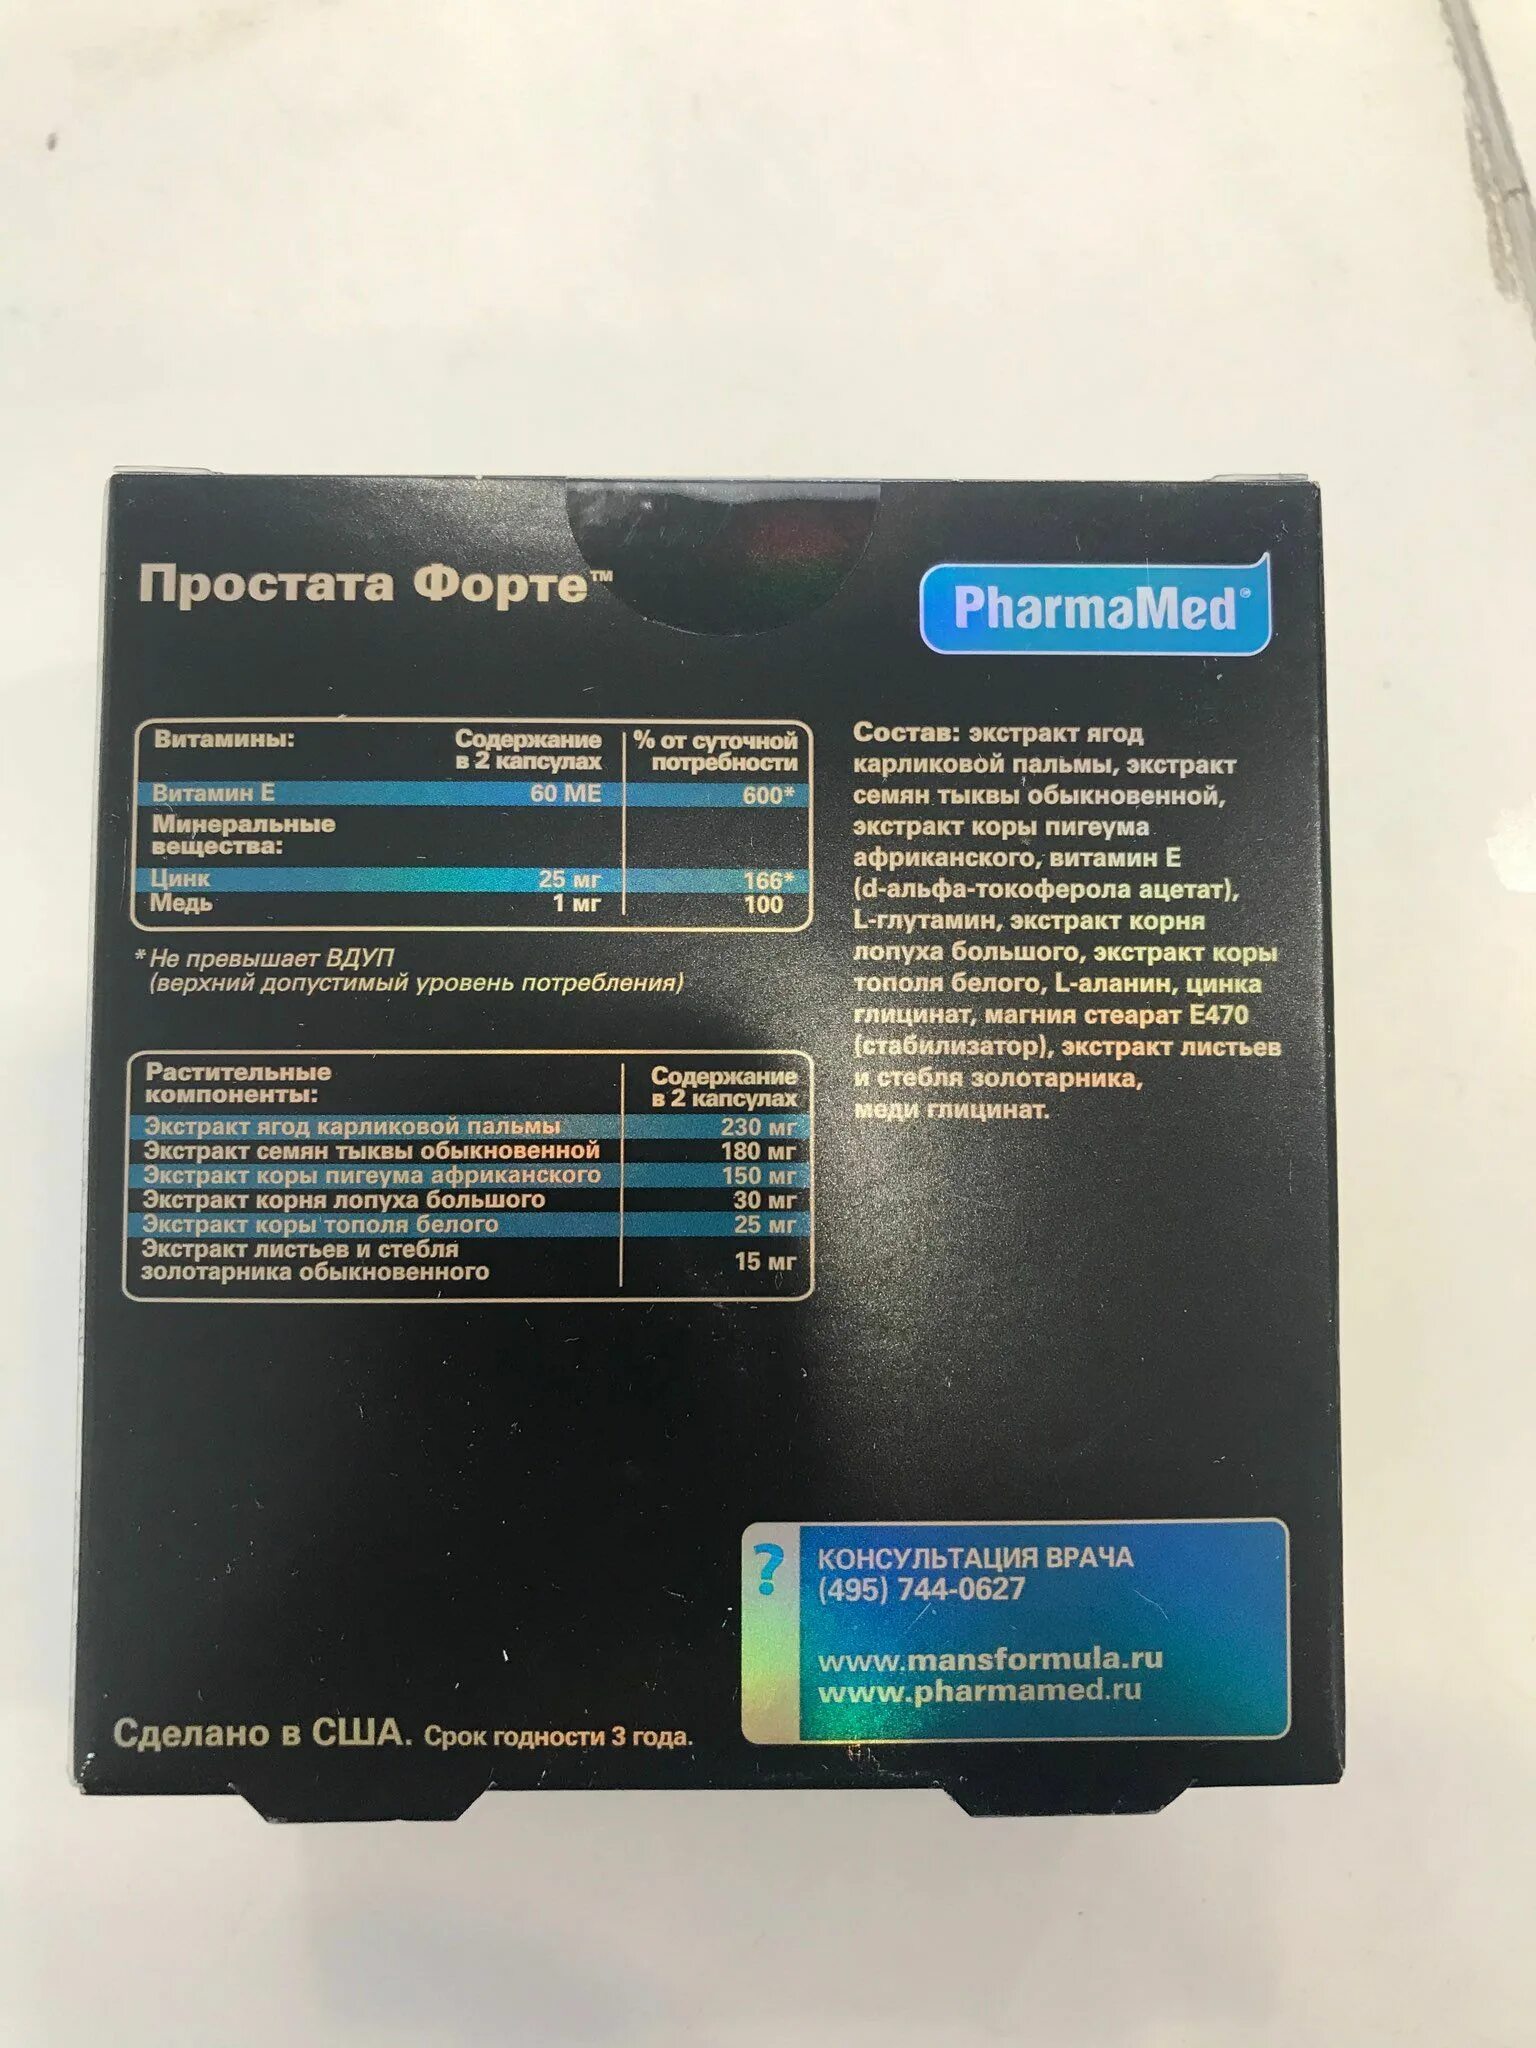 Простата Форте™
PharmaMed®
Витамины: Содержание в 2 капсулах % от суточной потребности
Витамин Е 60 МЕ 600*
Минеральные
вещества:
Цинк 25 мг 166*
Медь 1 мг 100
* Не превышает ВДУП
(верхний допустимый уровень потребления)
Растительные
компоненты: Содержание в 2 капсулах
Экстракт ягод карликовой пальмы 230 мг
Экстракт семян тыквы обыкновенной 180 мг
Экстракт коры пигеума африканского 150 мг
Экстракт корня лопуха большого 30 мг
Экстракт коры тополя белого 25 мг
Экстракт листьев и стебля
золотарника обыкновенного 15 мг
Состав: экстракт ягод
карликовой пальмы, экстракт
семян тыквы обыкновенной,
экстракт коры пигеума
африканского, витамин Е
(d-альфа-токоферола ацетат),
L-глутамин, экстракт корня
лопуха большого, экстракт коры
тополя белого, L-аланин, цинка
глицинат, магния стеарат Е470
(стабилизатор), экстракт листьев
и стебля золотарника,
меди глицинат.
?
КОНСУЛЬТАЦИЯ ВРАЧА
(495) 744-0627
www.mansformula.ru
www.pharmamed.ru
Сделано в США. Срок годности 3 года.